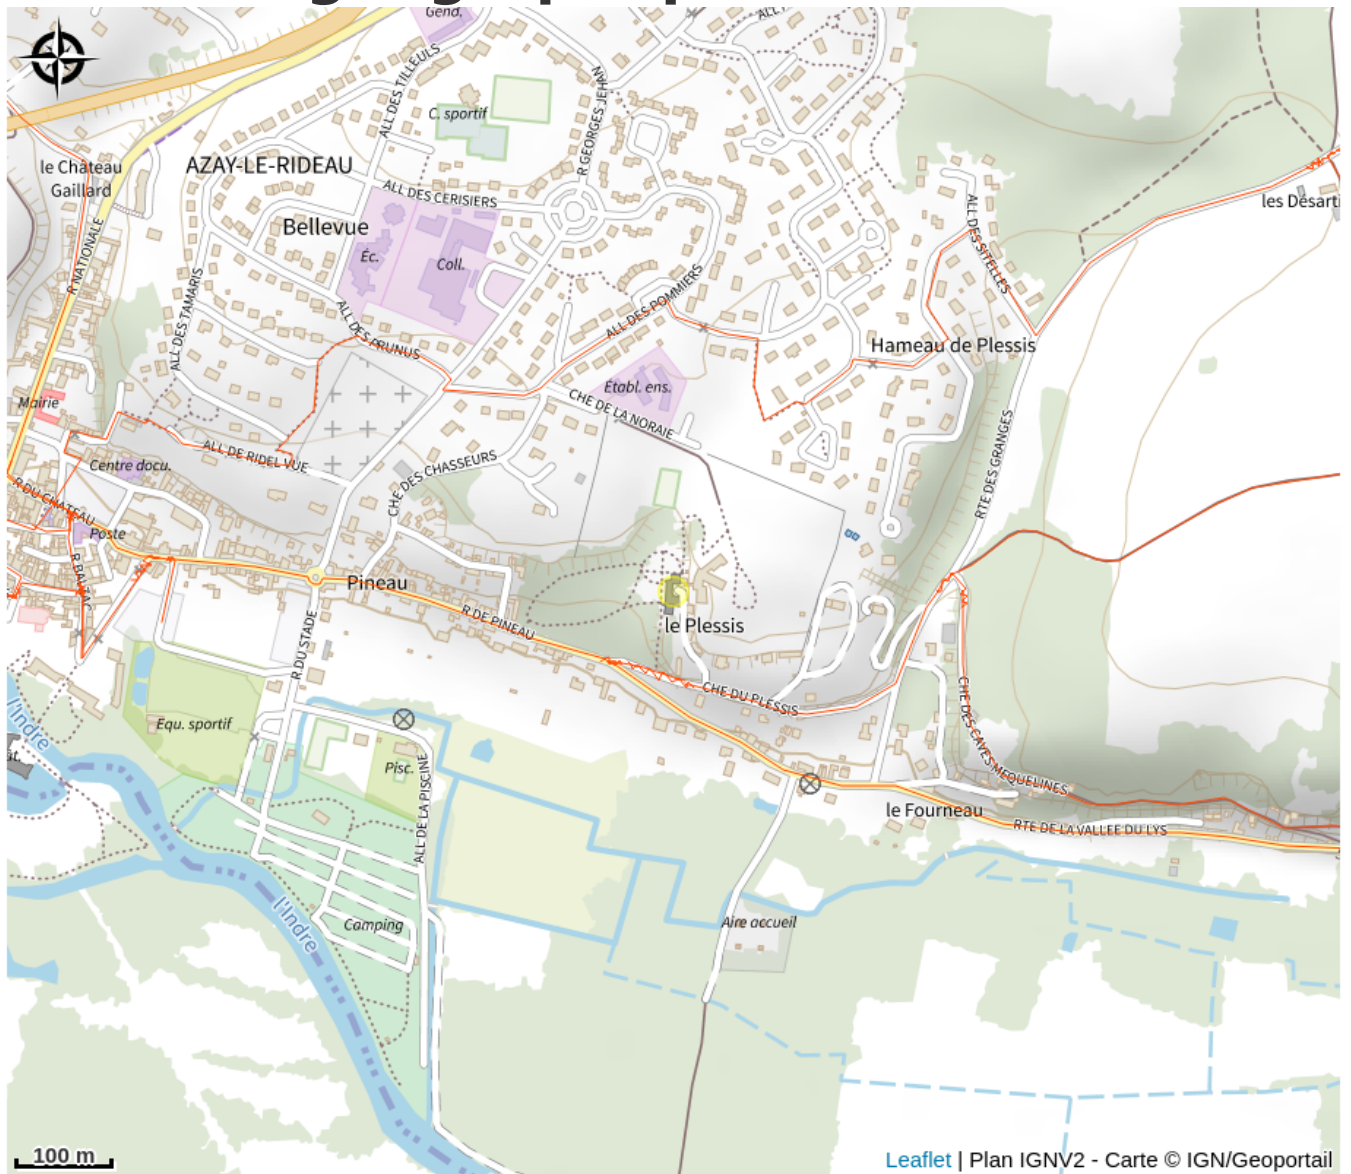 Gend.
ALL DES TILLEULS
C. sportif
R GEORGES JEHAN
le Château
Gaillard
AZAY-LE-RIDEAU
ALL DES CERISIERS
les Désarti
ALL DES SITELLES
Bellevue
R NATIONALE
Éc.
Coll.
ALL DES TAMARIS
ALL DES POMMIERS
ALL DES PRUNUS
Hameau de Plessis
Établ. ens.
Mairie
CHE DE LA NORAIE
ALL DE RIDEL VUE
Centre docu.
CHE DES CHASSEURS
RTE DES GRANGES
R DU CHATEAU
Poste
R BALZAC
Pineau
R DE PINEAU
le Plessis
R DU STADE
CHE DU PLESSIS
CHE DES CAVES MEQUELINES
l'Indre
Equ. sportif
Pisc.
ALL DE LA PISCINE
le Fourneau
RTE DE LA VALLEE DU LYS
l'Indre
Camping
Aire accueil
100 m
Leaflet | Plan IGNV2 - Carte © IGN/Geoportail